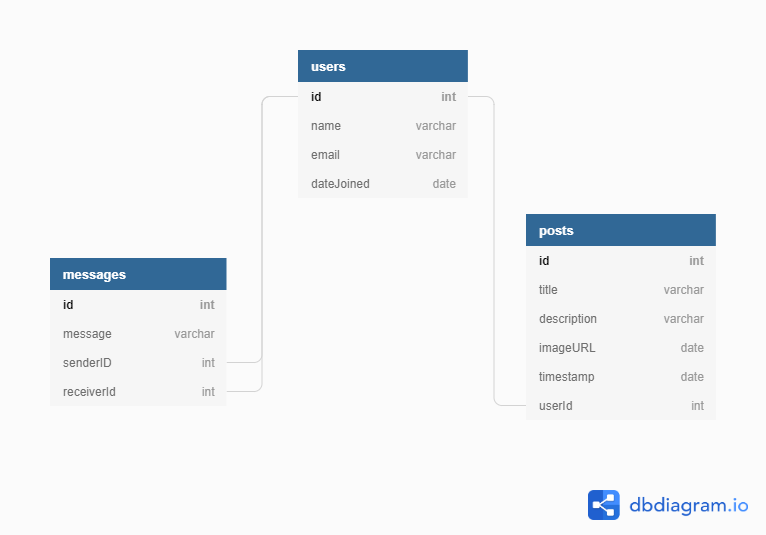 users
id int
name varchar
email varchar
dateJoined date
messages
id int
message varchar
senderID int
receiverId int
posts
id int
title varchar
description varchar
imageURL date
timestamp date
userId int
dbdiagram.io